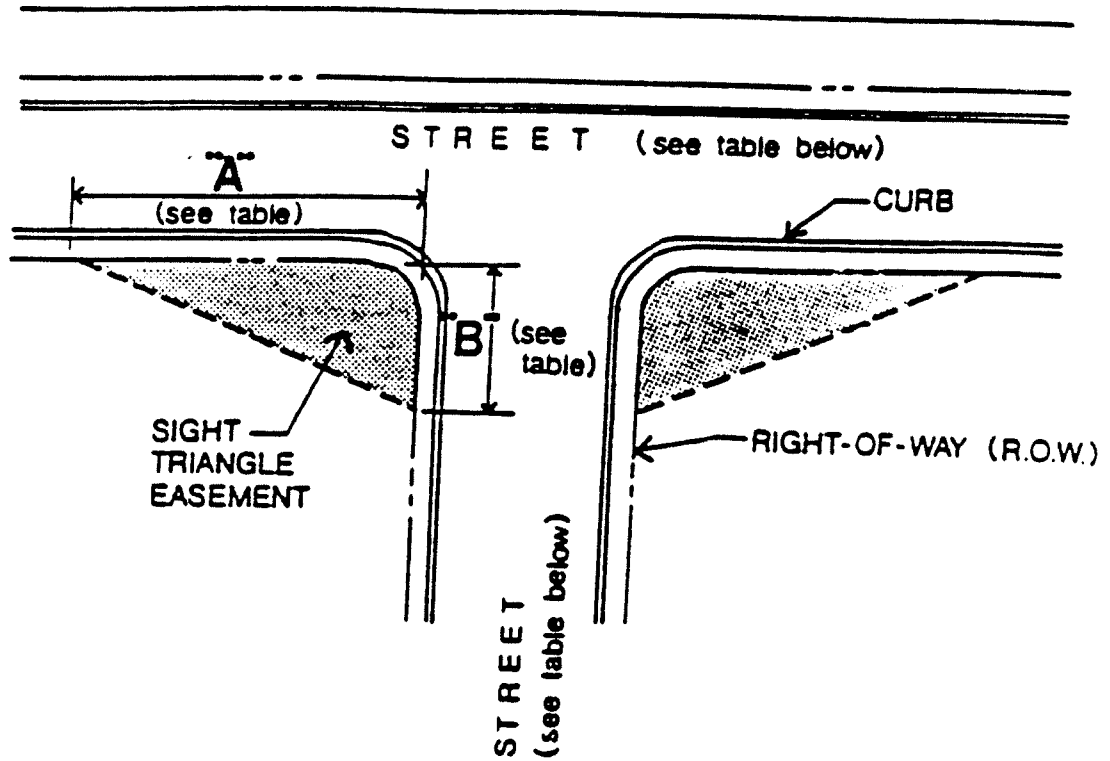 STREET (see table below)
"A"
(see table)
CURB
"B"
(see
table)
SIGHT
TRIANGLE
EASEMENT
RIGHT-OF-WAY (R.O.W.)
STREET
(see table below)